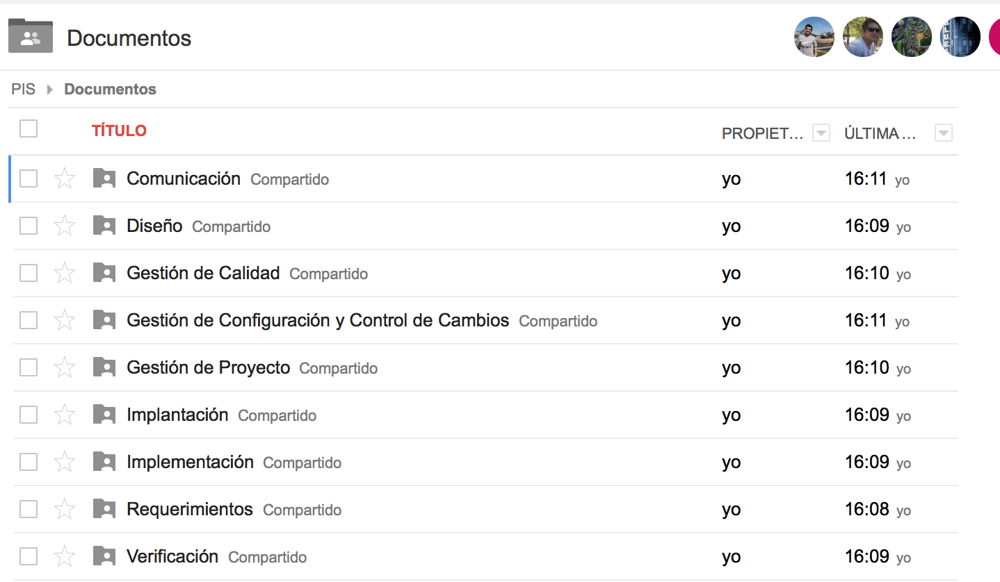 Documentos
PIS Documentos
TÍTULO PROPIET... ÚLTIMA ...
Comunicación Compartido yo 16:11 yo
Diseño Compartido yo 16:09 yo
Gestión de Calidad Compartido yo 16:10 yo
Gestión de Configuración y Control de Cambios Compartido yo 16:11 yo
Gestión de Proyecto Compartido yo 16:10 yo
Implantación Compartido yo 16:09 yo
Implementación Compartido yo 16:09 yo
Requerimientos Compartido yo 16:08 yo
Verificación Compartido yo 16:09 yo